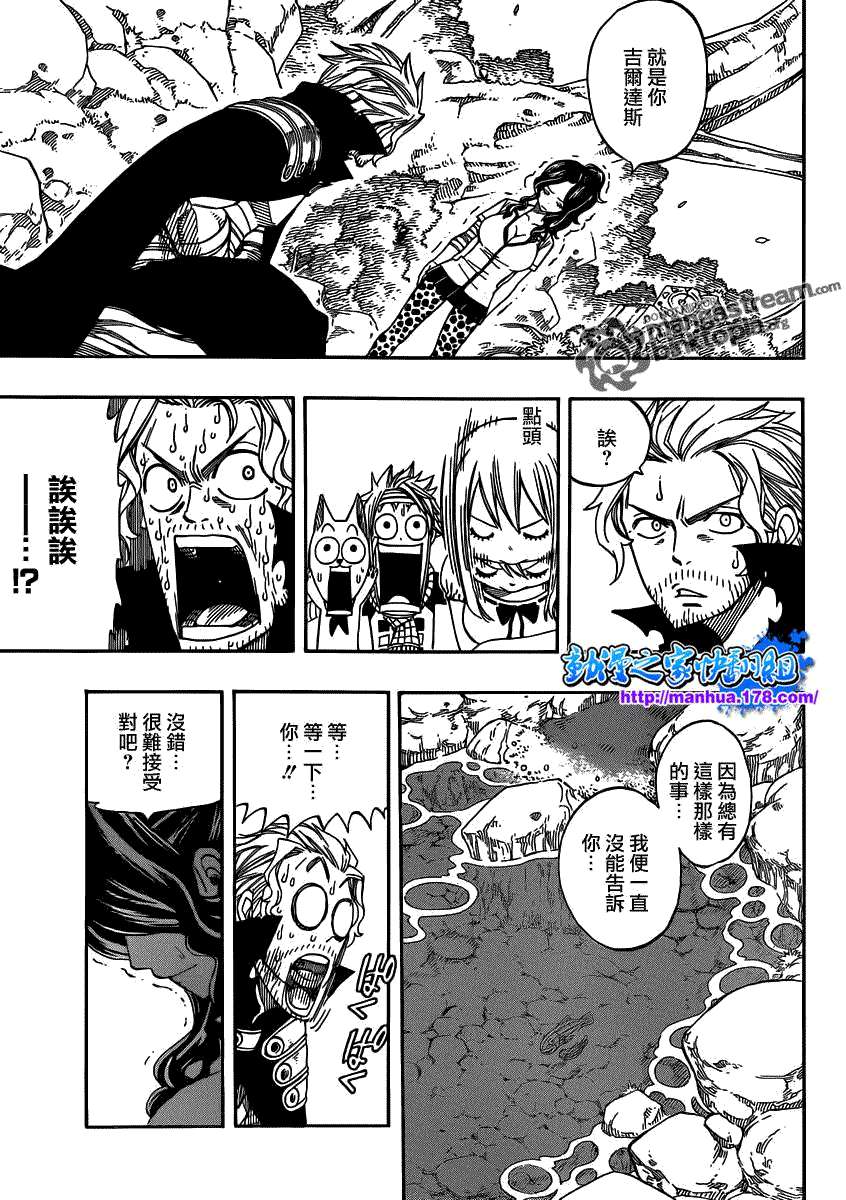 就是你
吉爾達斯
mangastream.com
誒?
點頭
誒誒誒
——…
!?
動漫之家快翻組
http://manhua.178.com/
因為總有
這樣那樣
的事…
我便一直
沒能告訴
你…
等…
等一下…
你…!!
沒錯…
很難接受
對吧?